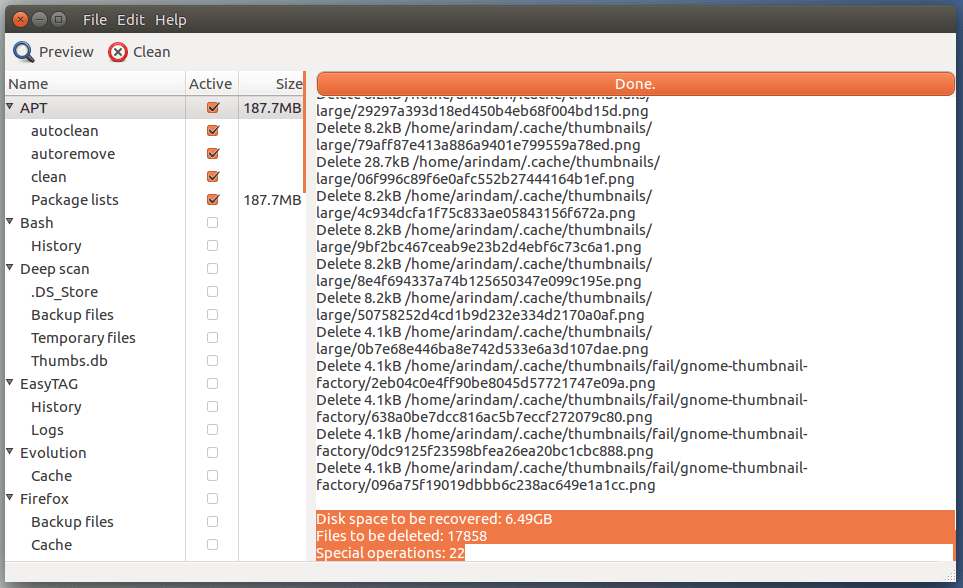 File Edit Help
Preview Clean
Name Active Size
APT 187.7MB
autoclean
autoremove
clean
Package lists 187.7MB
Bash
History
Deep scan
.DS_Store
Backup files
Temporary files
Thumbs.db
EasyTAG
History
Logs
Evolution
Cache
Firefox
Backup files
Cache
Done.
large/29297a393d18ed450b4eb68f004bd15d.png
Delete 8.2kB /home/arindam/.cache/thumbnails/
large/79aff87e413a886a9401e799559a78ed.png
Delete 28.7kB /home/arindam/.cache/thumbnails/
large/06f996c89f6e0afc552b27444164b1ef.png
Delete 8.2kB /home/arindam/.cache/thumbnails/
large/4c934dcfa1f75c833ae05843156f672a.png
Delete 8.2kB /home/arindam/.cache/thumbnails/
large/9bf2bc467ceab9e23b2d4ebf6c73c6a1.png
Delete 8.2kB /home/arindam/.cache/thumbnails/
large/8e4f694337a74b125650347e099c195e.png
Delete 8.2kB /home/arindam/.cache/thumbnails/
large/50758252d4cd1b9d232e334d2170a0af.png
Delete 4.1kB /home/arindam/.cache/thumbnails/
large/0b7e68e446ba8e742d533e6a3d107dae.png
Delete 4.1kB /home/arindam/.cache/thumbnails/fail/gnome-thumbnail-
factory/2eb04c0e4ff90be8045d57721747e09a.png
Delete 4.1kB /home/arindam/.cache/thumbnails/fail/gnome-thumbnail-
factory/638a0be7dcc816ac5b7eccf272079c80.png
Delete 4.1kB /home/arindam/.cache/thumbnails/fail/gnome-thumbnail-
factory/0dc9125f23598bfea26ea20bc1cbc888.png
Delete 4.1kB /home/arindam/.cache/thumbnails/fail/gnome-thumbnail-
factory/096a75f19019dbbb6c238ac649e1a1cc.png
Disk space to be recovered: 6.49GB
Files to be deleted: 17858
Special operations: 22